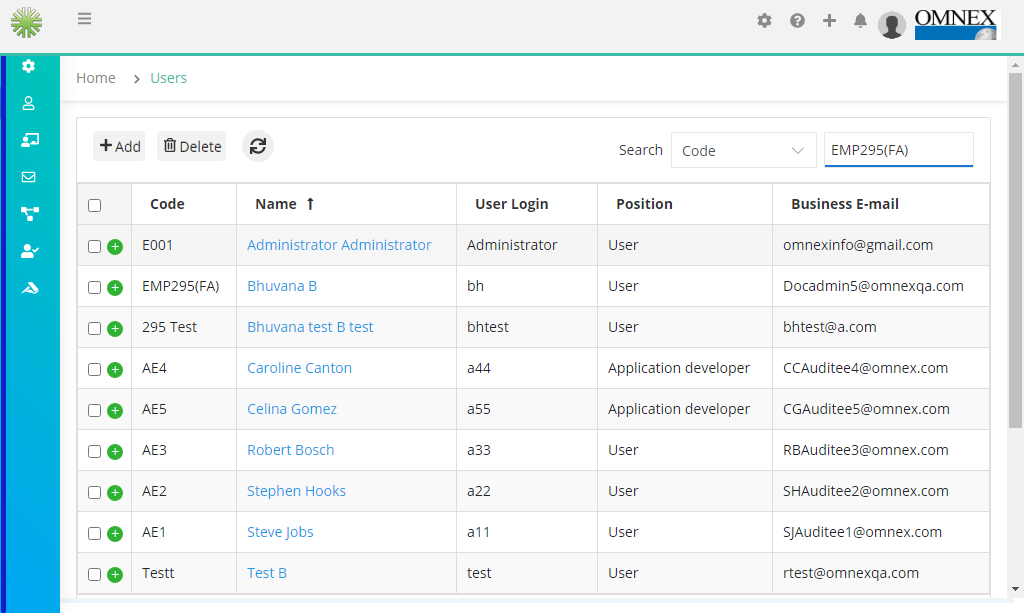 OMNEX
Home > Users
Add Delete Search Code EMP295(FA)
Code Name ↑ User Login Position Business E-mail
E001 Administrator Administrator Administrator User omnexinfo@gmail.com
EMP295(FA) Bhuvana B bh User Docadmin5@omnexqa.com
295 Test Bhuvana test B test bhtest User bhtest@a.com
AE4 Caroline Canton a44 Application developer CCAuditee4@omnex.com
AE5 Celina Gomez a55 Application developer CGAuditee5@omnex.com
AE3 Robert Bosch a33 User RBAuditee3@omnex.com
AE2 Stephen Hooks a22 User SHAuditee2@omnex.com
AE1 Steve Jobs a11 User SJAuditee1@omnex.com
Testt Test B test User rtest@omnexqa.com